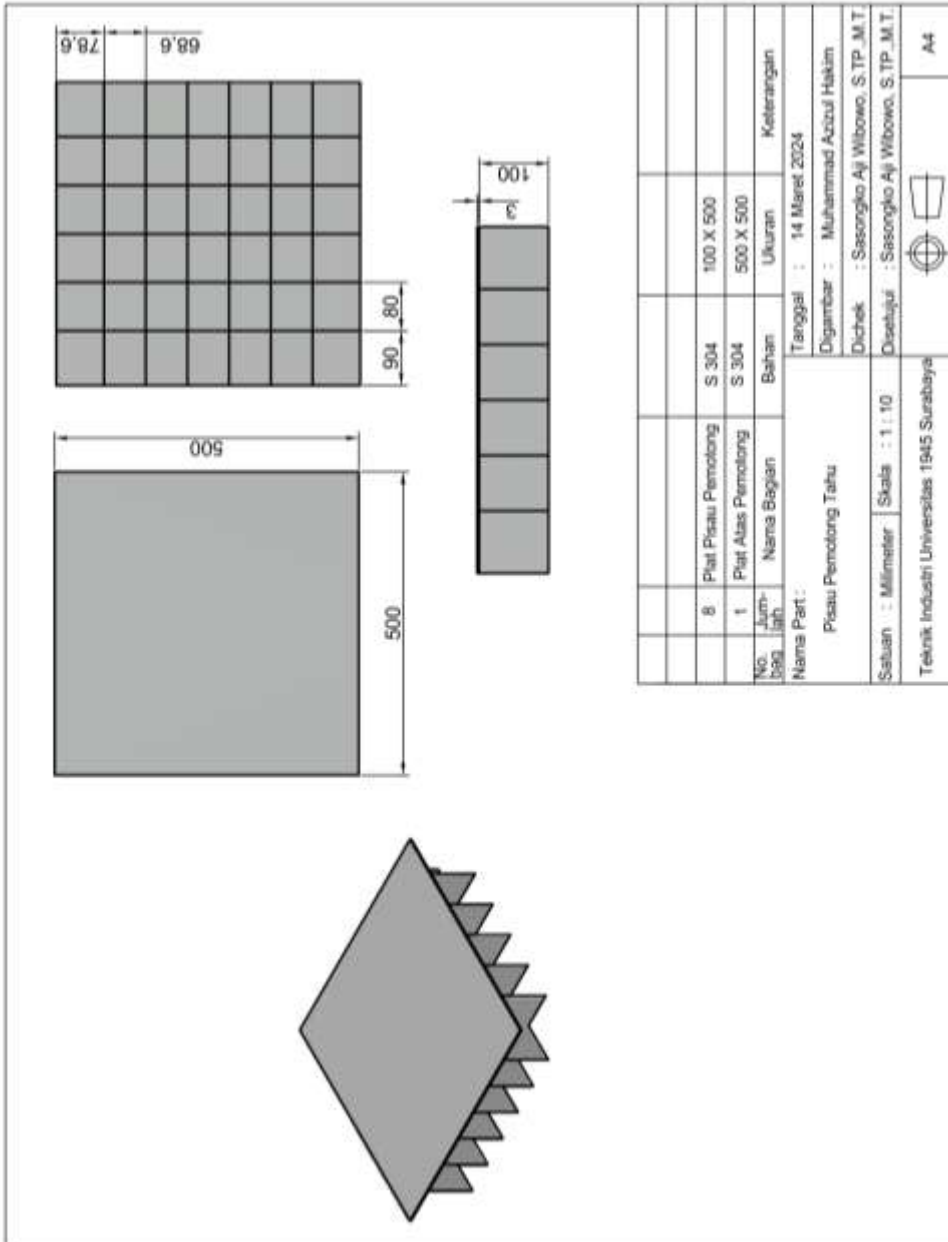 78,6
68,6
90
80
500
500
100
3
8 Plat Pisau Pemotong S 304 100 X 500
1 Plat Atas Pemotong S 304 500 X 500
No. bag Jum-lah Nama Bagian Bahan Ukuran Keterangan
Nama Part :
Pisau Pemotong Tahu
Tanggal : 14 Maret 2024
Digambar : Muhammad Azizul Hakim
Dichek : Sasongko Aji Wibowo, S.TP.,M.T.
Satuan : Milimeter Skala : 1 : 10 Disetujui : Sasongko Aji Wibowo, S.TP.,M.T.
Teknik Industri Universitas 1945 Surabaya A4